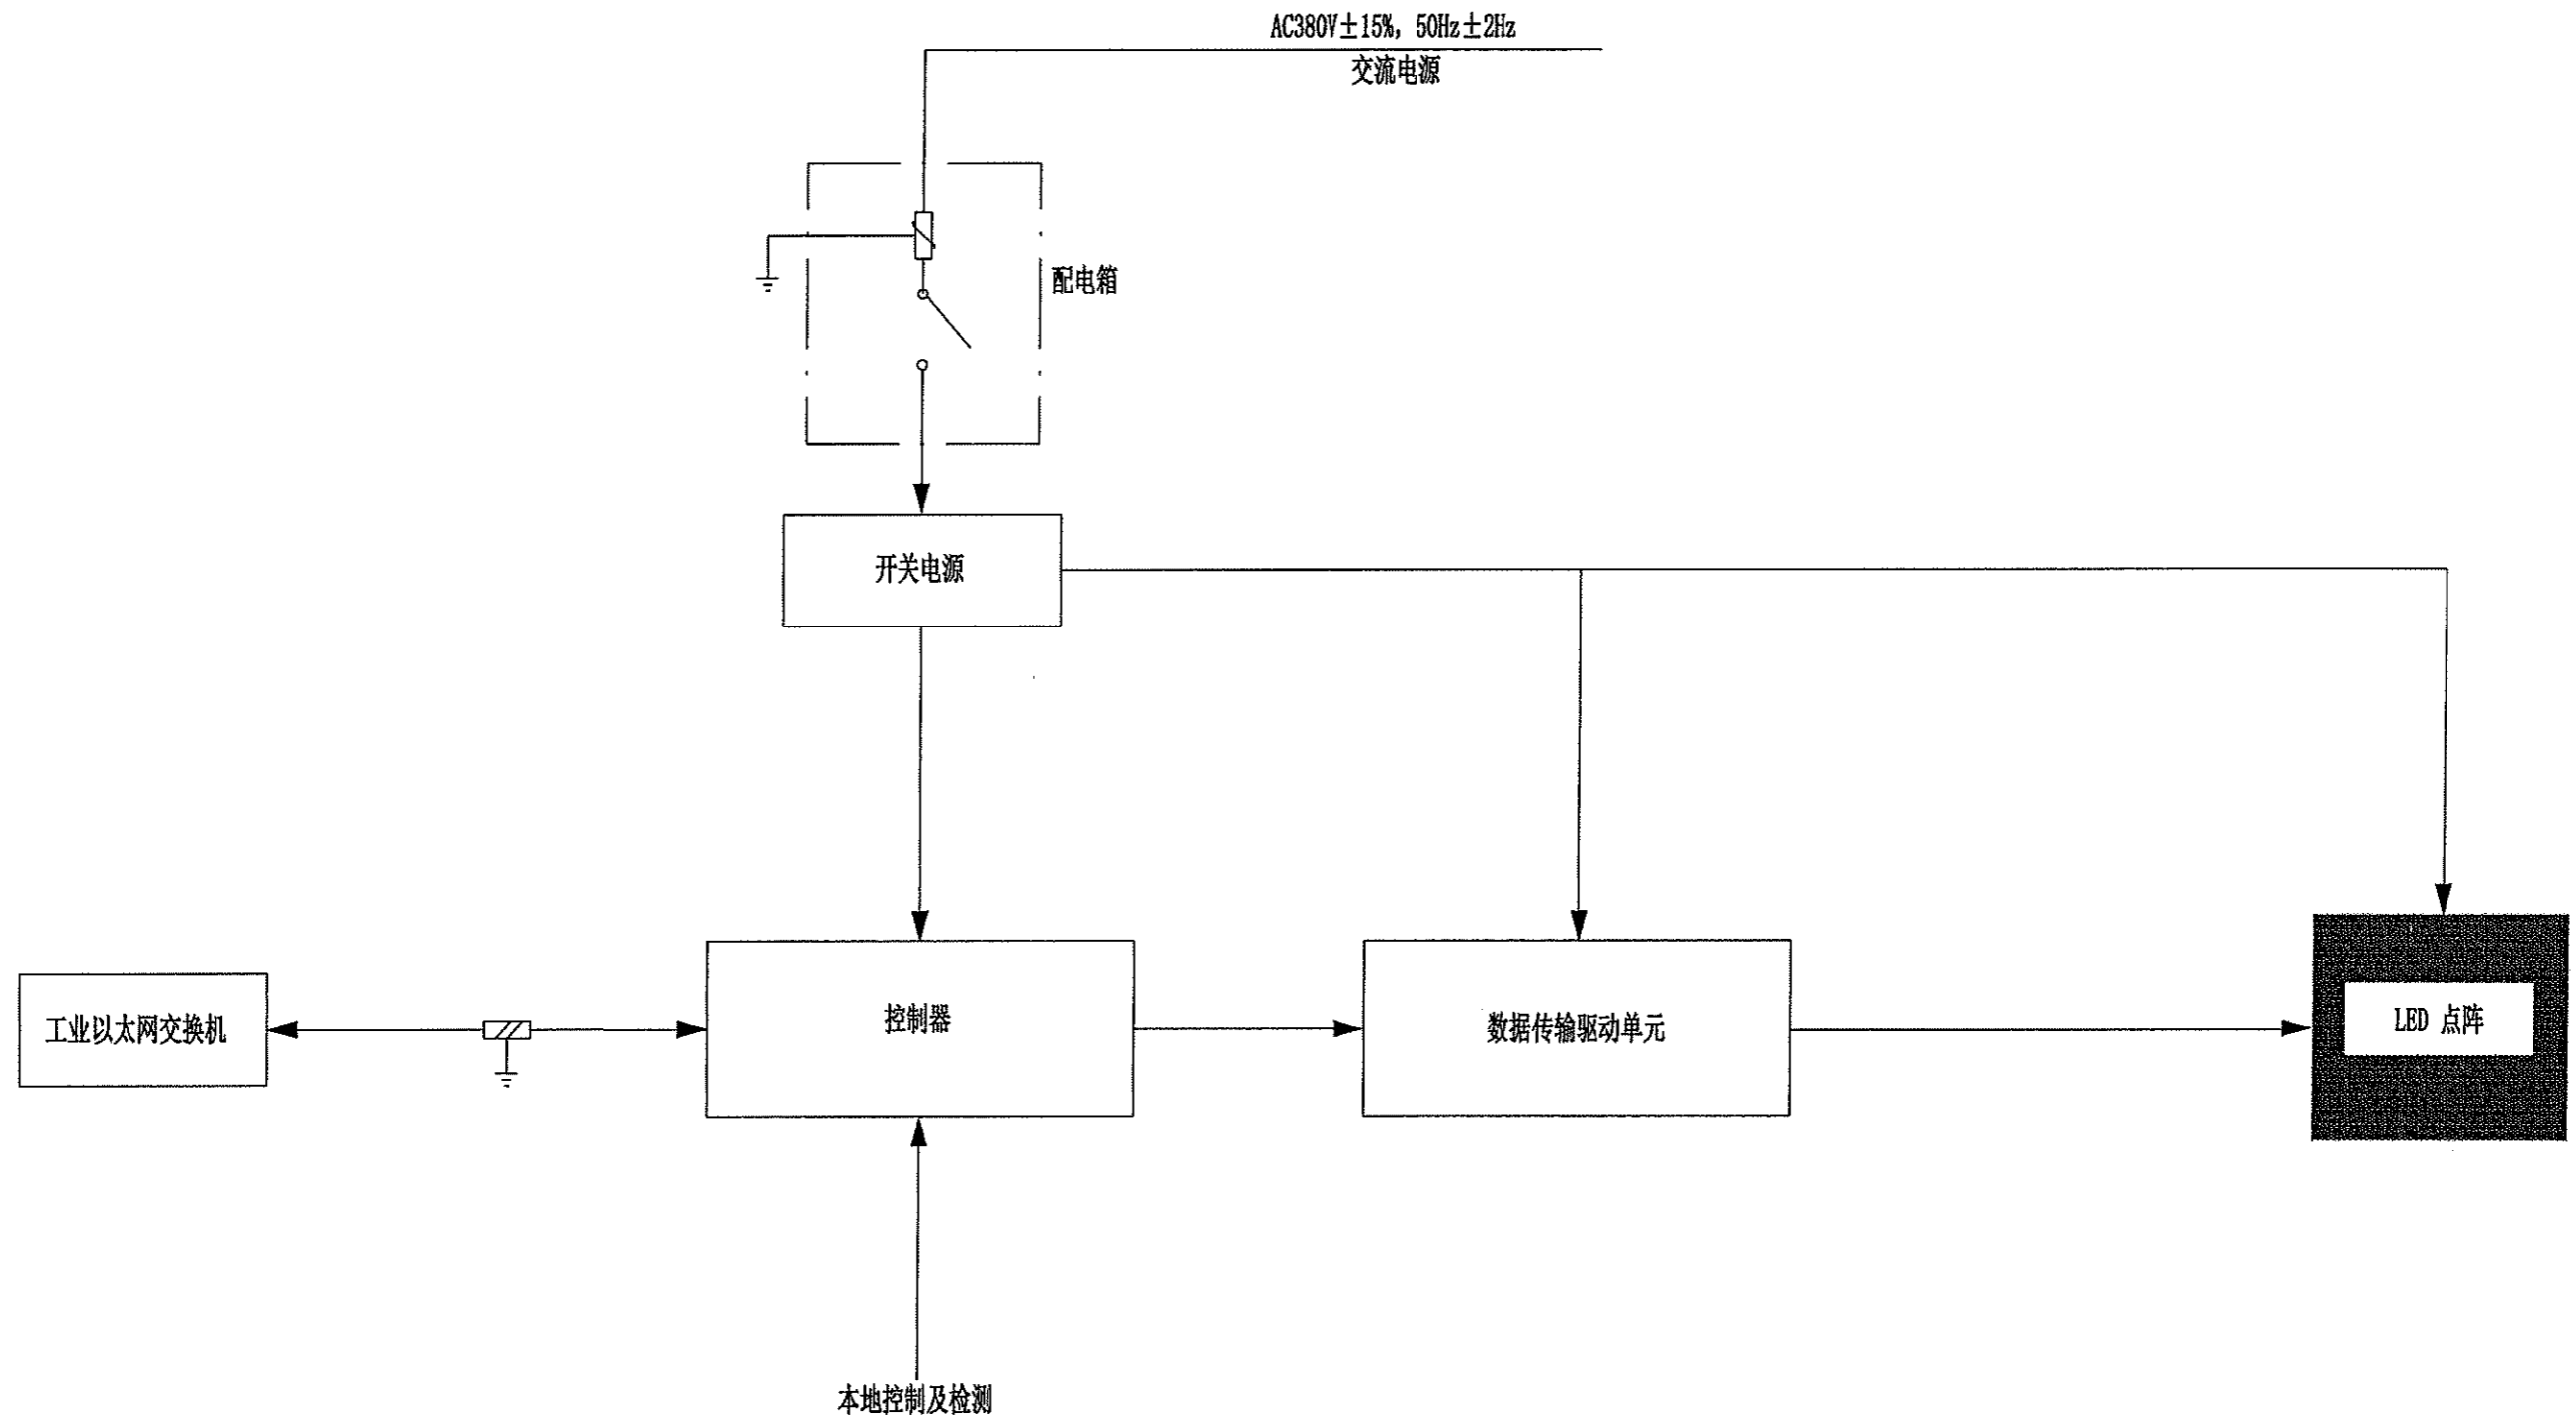 AC380V±15%, 50Hz±2Hz
交流电源
配电箱
开关电源
工业以太网交换机
控制器
数据传输驱动单元
LED 点阵
本地控制及检测